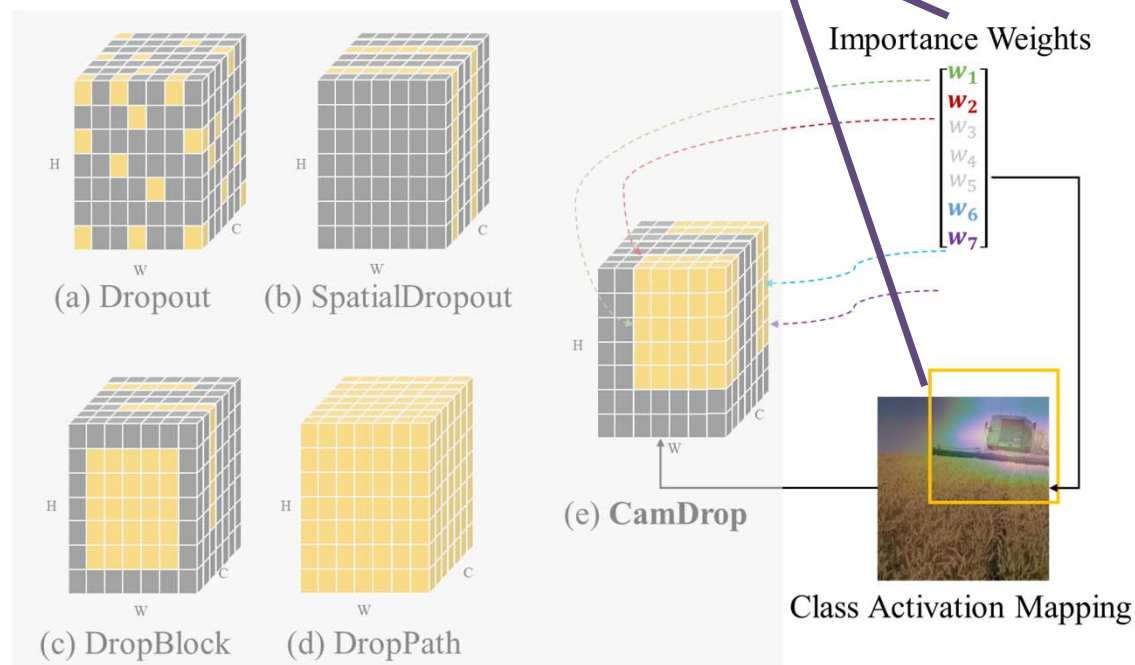 Importance Weights
w1
w2
w3
w4
w5
w6
w7
H
C
W
(a) Dropout
H
C
W
(b) SpatialDropout
H
C
W
(e) CamDrop
H
C
W
(c) DropBlock
H
C
W
(d) DropPath
Class Activation Mapping